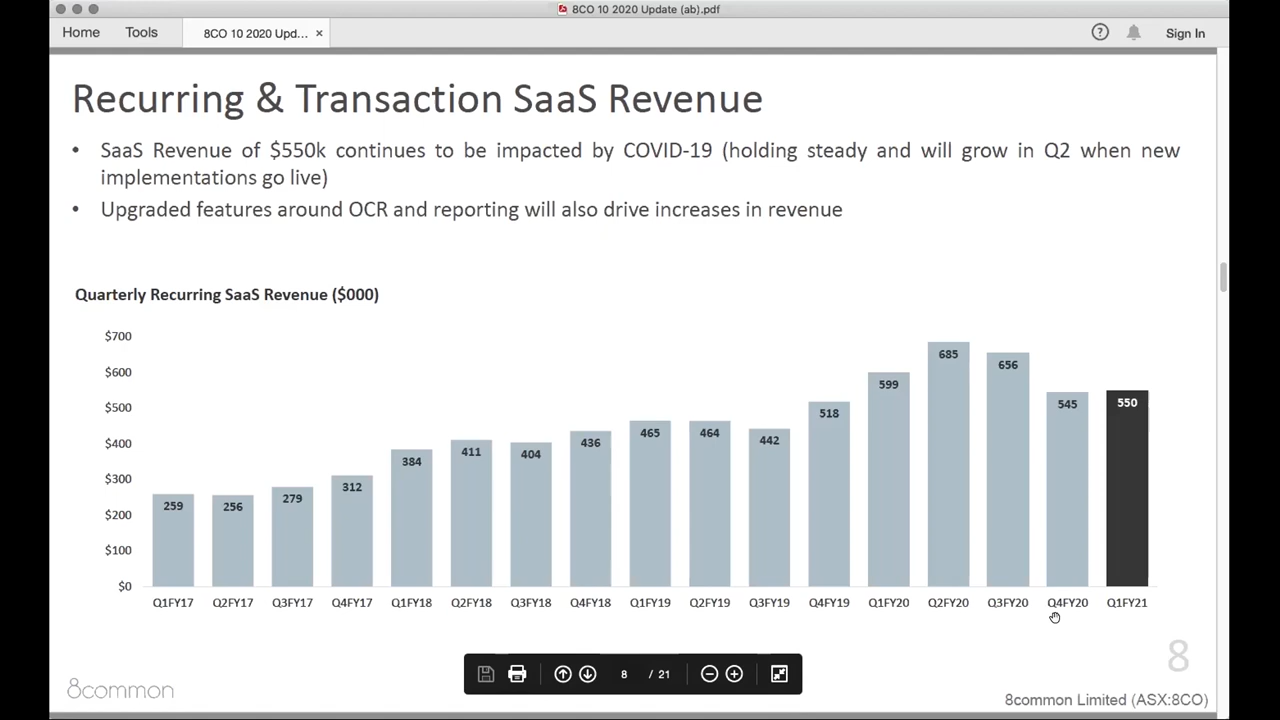 8CO 10 2020 Update (ab).pdf
Home Tools 8CO 10 2020 Upd... × ? Sign In
Recurring & Transaction SaaS Revenue
• SaaS Revenue of $550k continues to be impacted by COVID-19 (holding steady and will grow in Q2 when new
implementations go live)
• Upgraded features around OCR and reporting will also drive increases in revenue
Quarterly Recurring SaaS Revenue ($000)
$700
$600
$500
$400
$300
$200
$100
$0
259 256 279 312 384 411 404 436 465 464 442 518 599 685 656 545 550
Q1FY17 Q2FY17 Q3FY17 Q4FY17 Q1FY18 Q2FY18 Q3FY18 Q4FY18 Q1FY19 Q2FY19 Q3FY19 Q4FY19 Q1FY20 Q2FY20 Q3FY20 Q4FY20 Q1FY21
8
8 / 21
8common
8common Limited (ASX:8CO)